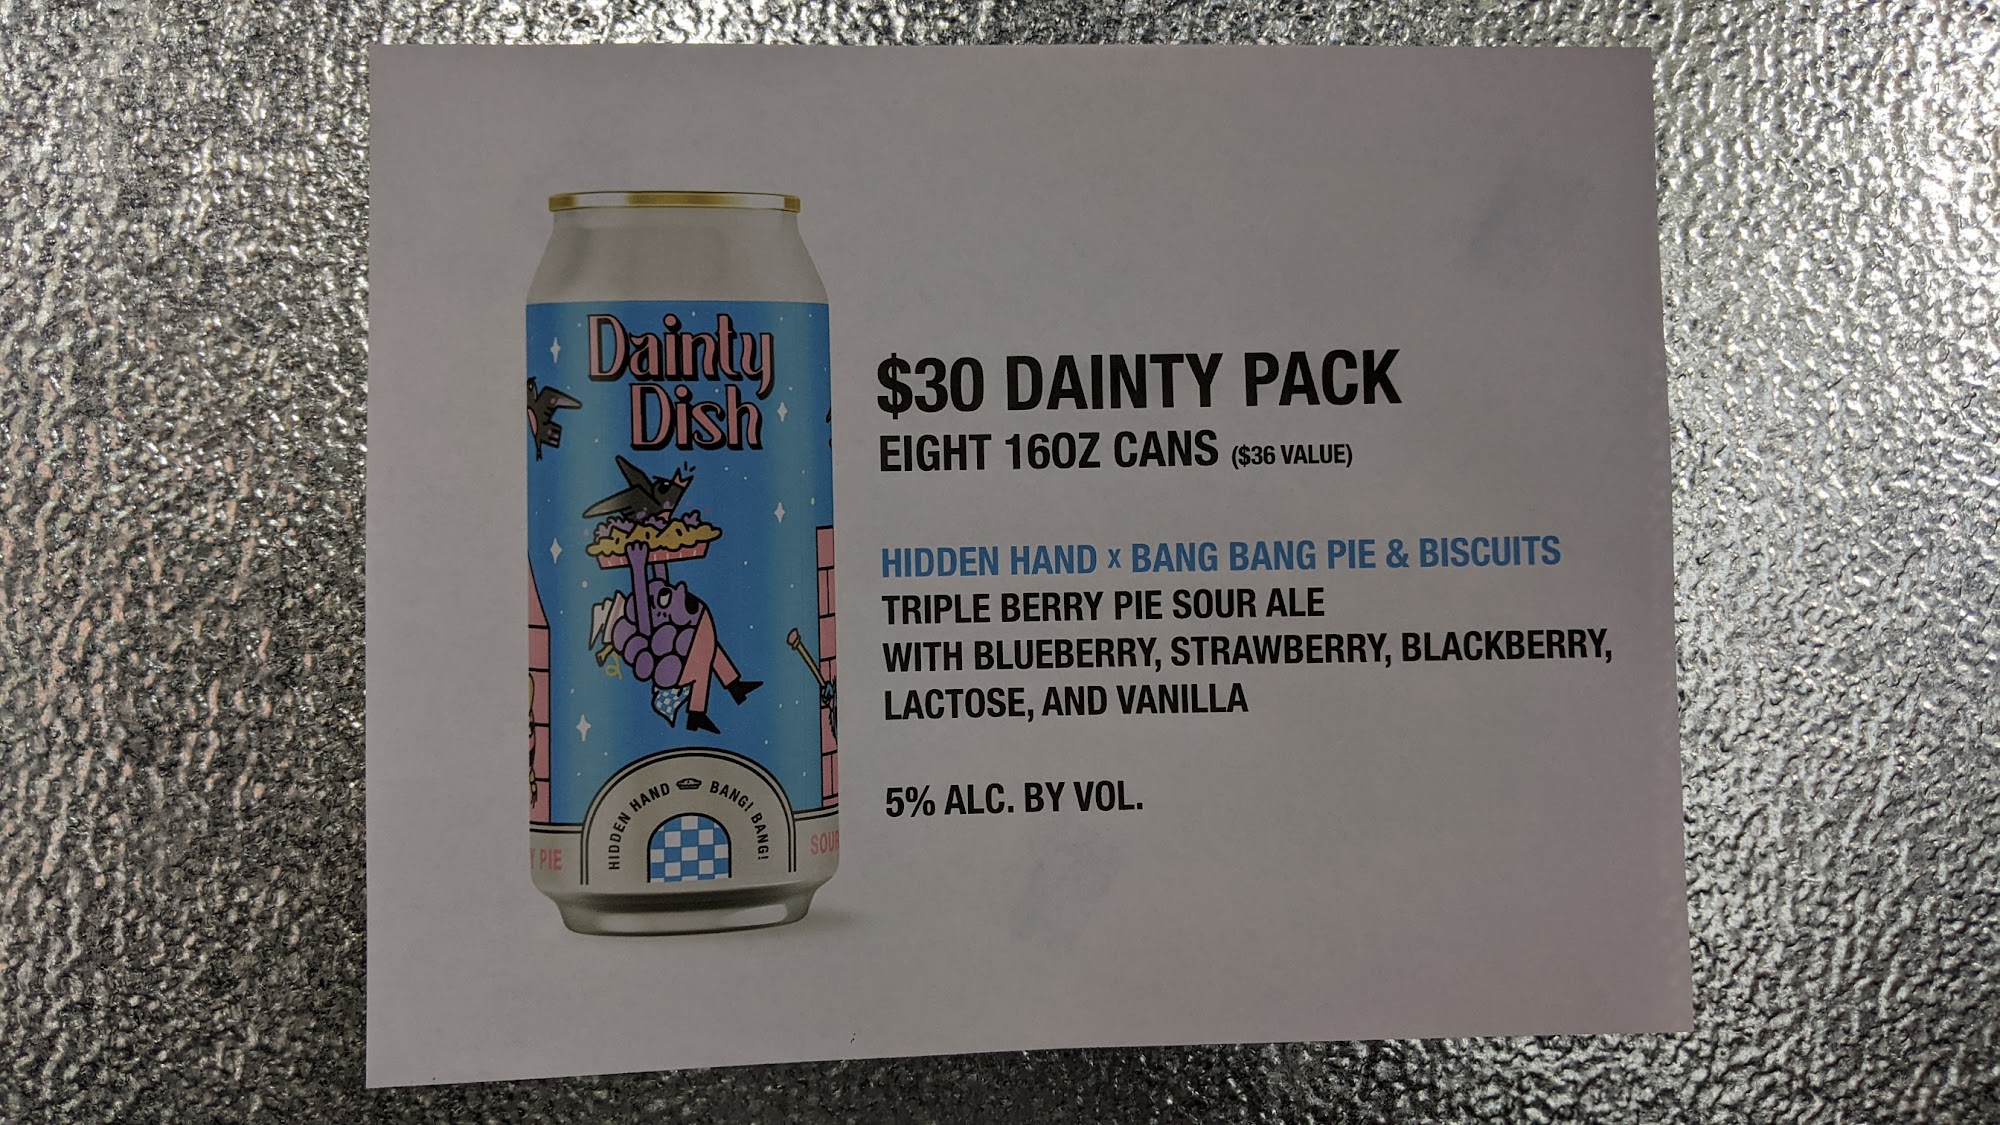 Dainty
Dish
HIDDEN HAND BANG! BANG!
Y PIE
SOUR
$30 DAINTY PACK
EIGHT 16OZ CANS ($36 VALUE)
HIDDEN HAND x BANG BANG PIE & BISCUITS
TRIPLE BERRY PIE SOUR ALE
WITH BLUEBERRY, STRAWBERRY, BLACKBERRY,
LACTOSE, AND VANILLA
5% ALC. BY VOL.